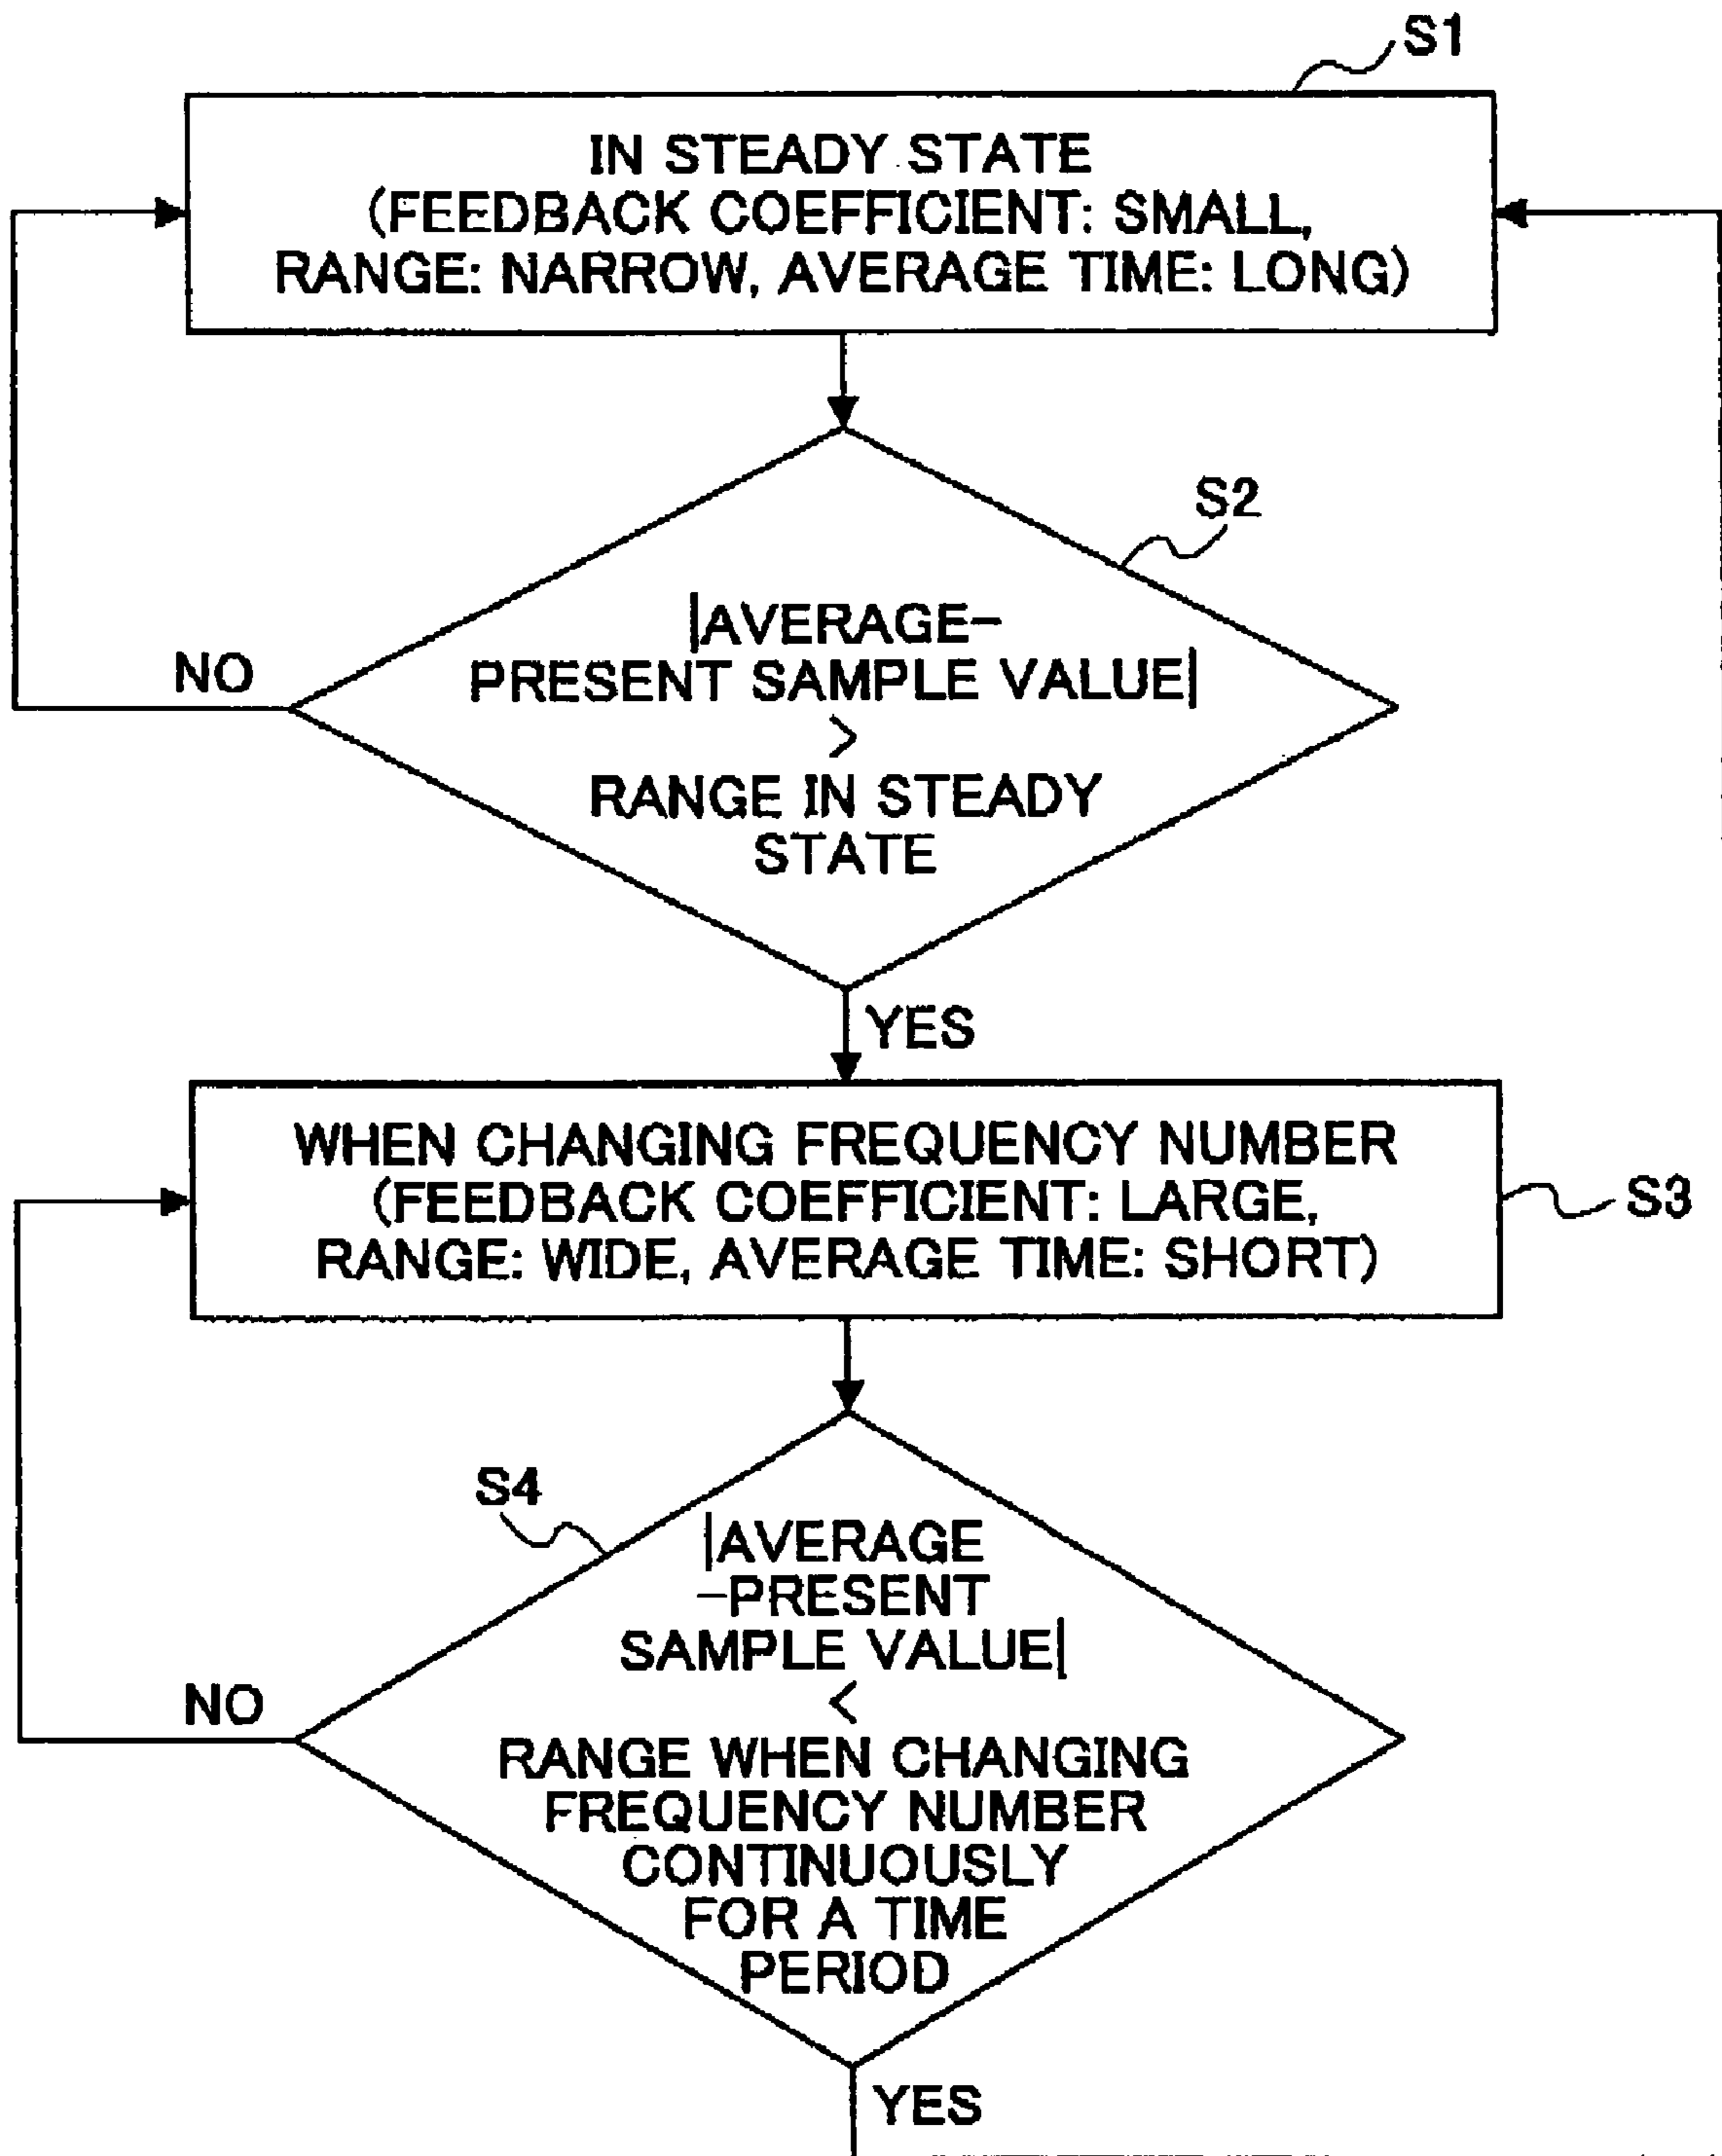 S1
IN STEADY STATE
(FEEDBACK COEFFICIENT: SMALL,
RANGE: NARROW, AVERAGE TIME: LONG)
S2
|AVERAGE-
PRESENT SAMPLE VALUE|
>
RANGE IN STEADY
STATE
NO
YES
WHEN CHANGING FREQUENCY NUMBER
(FEEDBACK COEFFICIENT: LARGE,
RANGE: WIDE, AVERAGE TIME: SHORT)
S3
S4
|AVERAGE
-PRESENT
SAMPLE VALUE|
<
RANGE WHEN CHANGING
FREQUENCY NUMBER
CONTINUOUSLY
FOR A TIME
PERIOD
NO
YES